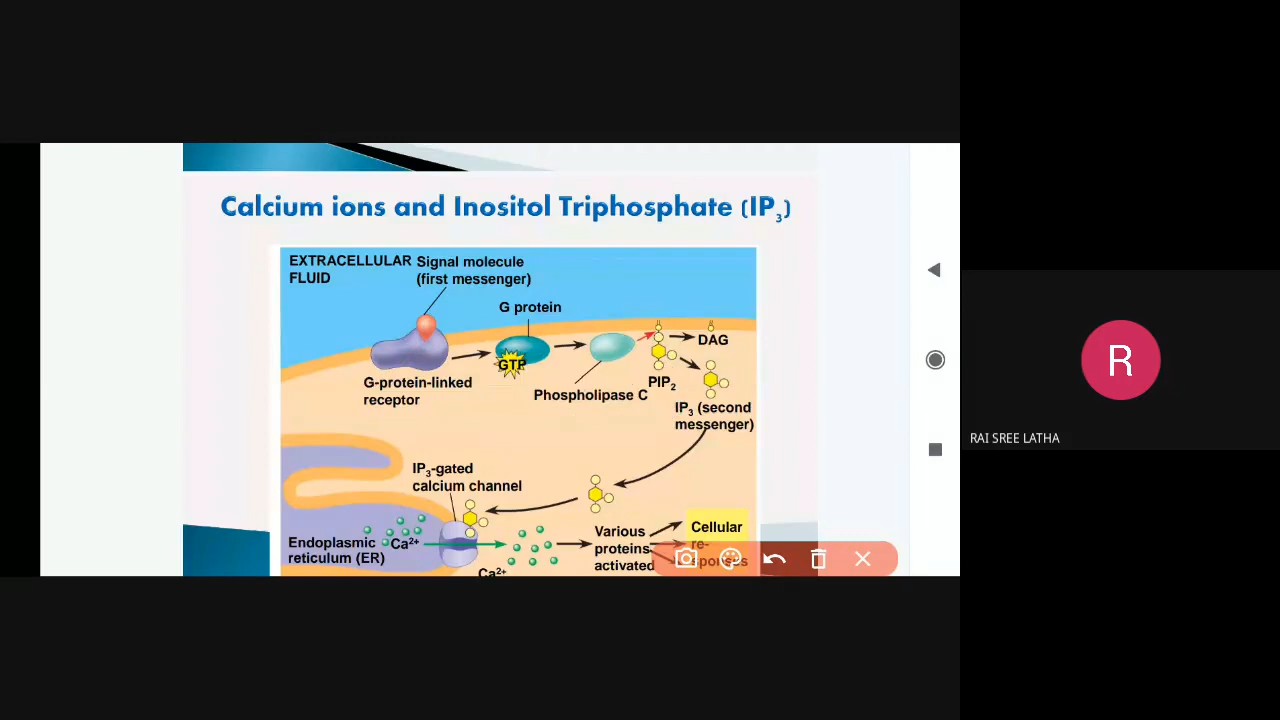 Calcium ions and Inositol Triphosphate (IP3)
EXTRACELLULAR
FLUID
Signal molecule
(first messenger)
G protein
GTP
DAG
G-protein-linked
receptor
Phospholipase C
PIP2
IP3 (second
messenger)
IP3-gated
calcium channel
Endoplasmic
reticulum (ER)
Ca2+
Ca2+
Various
proteins
activated
Cellular
re-
sponses
R
RAI SREE LATHA